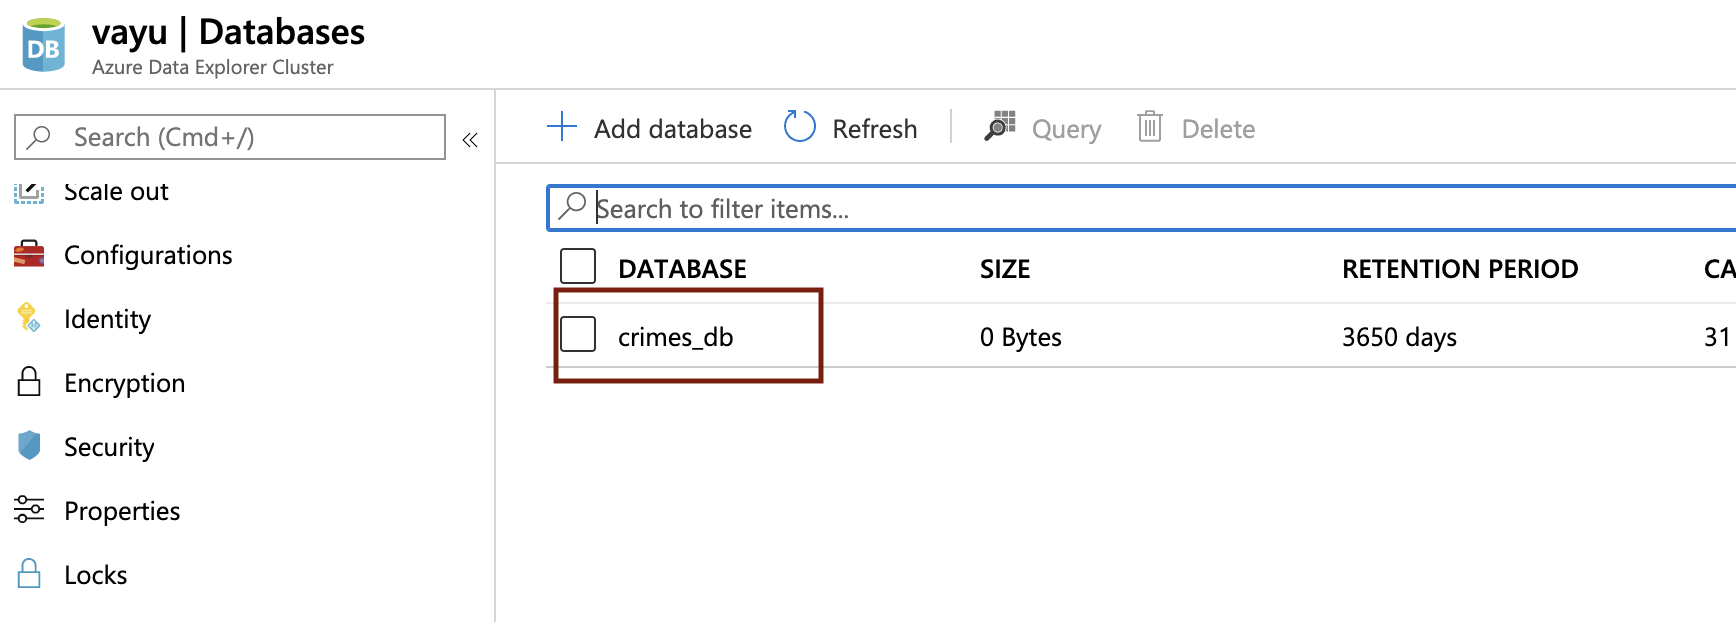 DB
vayu | Databases
Azure Data Explorer Cluster
Search (Cmd+/)
«
Scale out
Configurations
Identity
Encryption
Security
Properties
Locks
Add database Refresh Query Delete
Search to filter items...
DATABASE SIZE RETENTION PERIOD CA
crimes_db 0 Bytes 3650 days 31